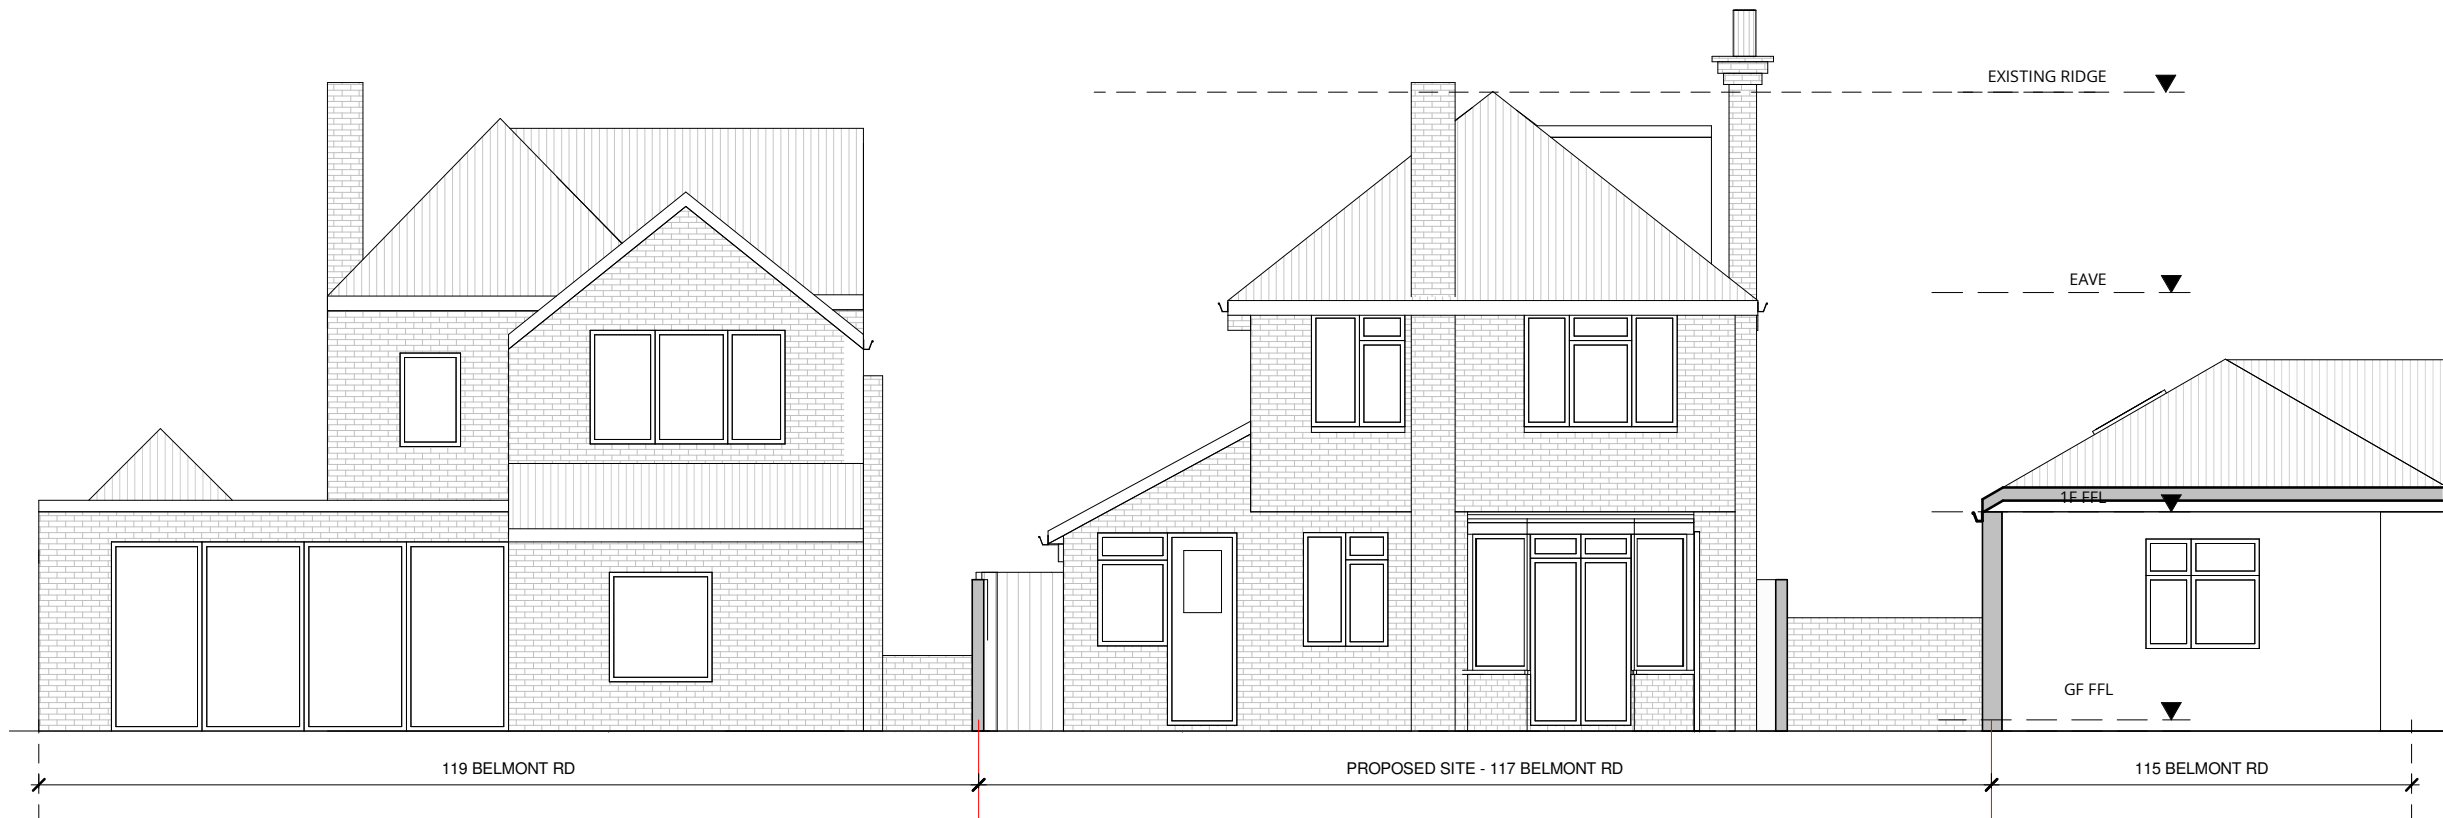 EXISTING RIDGE
EAVE
1F FFL
GF FFL
119 BELMONT RD
PROPOSED SITE - 117 BELMONT RD
115 BELMONT RD